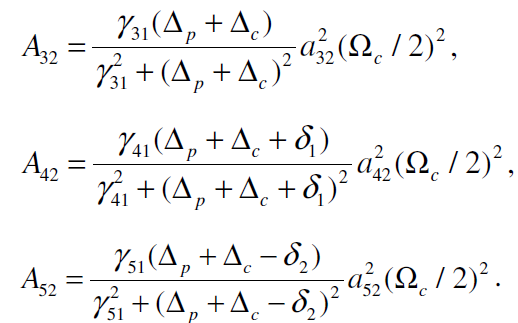 A_{32} = \frac{\gamma_{31}(\Delta_p + \Delta_c)}{\gamma_{31}^2 + (\Delta_p + \Delta_c)^2} a_{32}^2 (\Omega_c / 2)^2 ,
A_{42} = \frac{\gamma_{41}(\Delta_p + \Delta_c + \delta_1)}{\gamma_{41}^2 + (\Delta_p + \Delta_c + \delta_1)^2} a_{42}^2 (\Omega_c / 2)^2 ,
A_{52} = \frac{\gamma_{51}(\Delta_p + \Delta_c - \delta_2)}{\gamma_{51}^2 + (\Delta_p + \Delta_c - \delta_2)^2} a_{52}^2 (\Omega_c / 2)^2 .